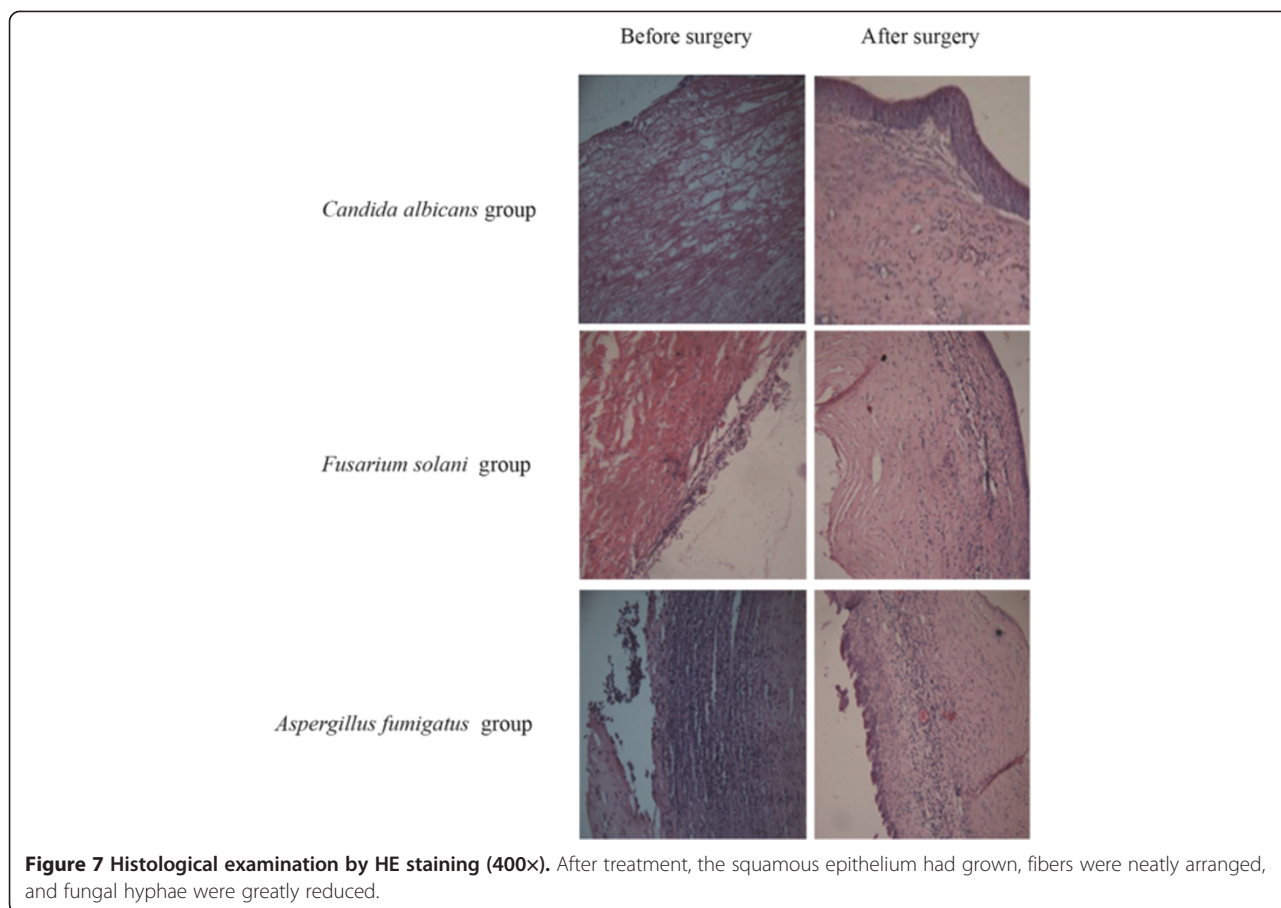 Before surgery After surgery
Candida albicans group
Fusarium solani group
Aspergillus fumigatus group
Figure 7 Histological examination by HE staining (400×). After treatment, the squamous epithelium had grown, fibers were neatly arranged,
and fungal hyphae were greatly reduced.